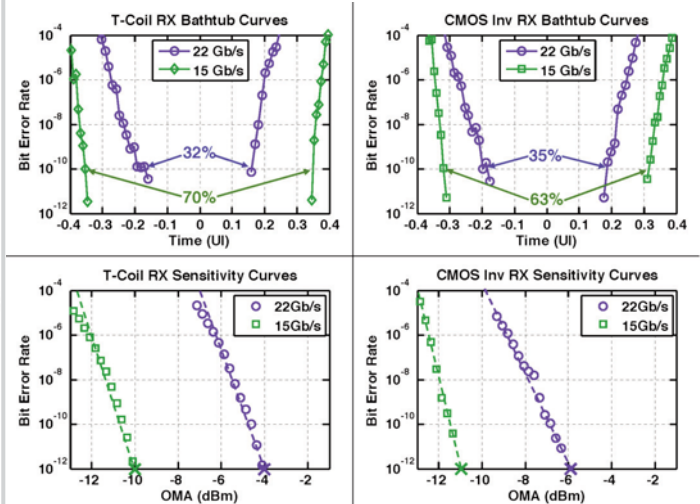 T-Coil RX Bathtub Curves
Bit Error Rate
10-4
10-6
10-8
10-10
10-12
22 Gb/s
15 Gb/s
32%
70%
-0.4 -0.3 -0.2 -0.1 0 0.1 0.2 0.3 0.4
Time (UI)
CMOS Inv RX Bathtub Curves
Bit Error Rate
10-4
10-6
10-8
10-10
10-12
22 Gb/s
15 Gb/s
35%
63%
-0.4 -0.3 -0.2 -0.1 0 0.1 0.2 0.3 0.4
Time (UI)
T-Coil RX Sensitivity Curves
Bit Error Rate
10-4
10-6
10-8
10-10
10-12
22Gb/s
15Gb/s
-12 -10 -8 -6 -4 -2
OMA (dBm)
CMOS Inv RX Sensitivity Curves
Bit Error Rate
10-4
10-6
10-8
10-10
10-12
22Gb/s
15Gb/s
-12 -10 -8 -6 -4 -2
OMA (dBm)